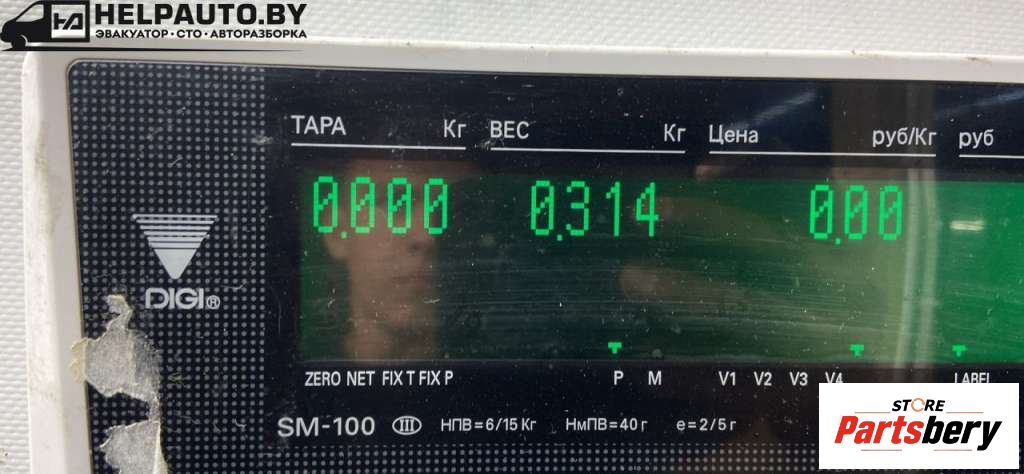 HELPAUTO.BY
ЭВАКУАТОР • СТО • АВТОРАЗБОРКА
ТАРА Кг ВЕС Кг Цена руб/Кг руб
0.000 0.314 0.00
DIGI®
ZERO NET FIX T FIX P P M V1 V2 V3 V4 LABEL
SM-100 III НПВ=6/15 Кг НмПВ=40 г e=2/5 г
STORE
Partsbery